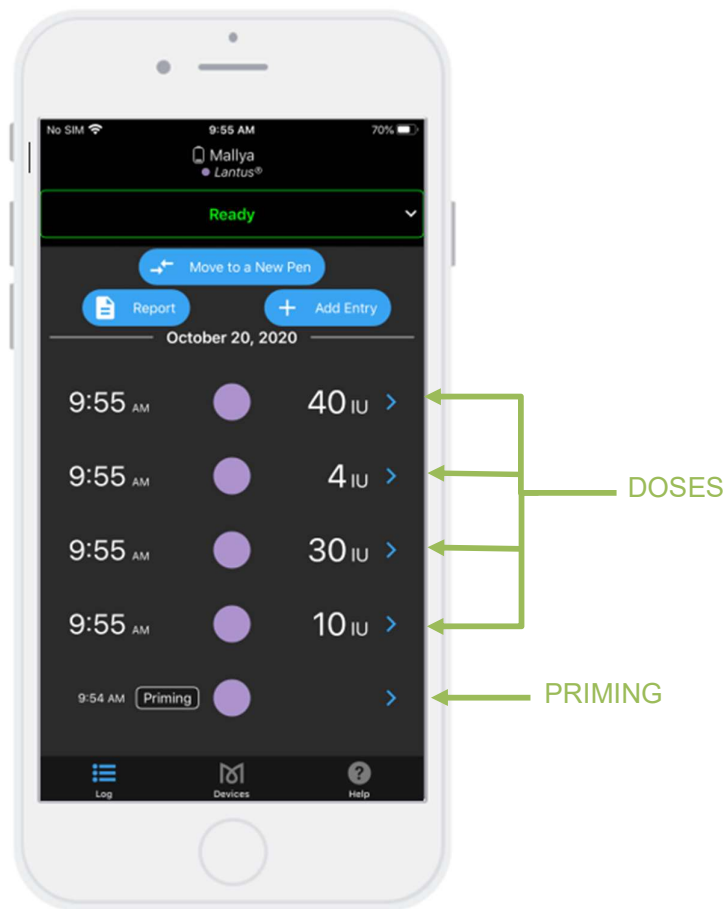 No SIM 9:55 AM 70%
Mallya
Lantus®
Ready
Move to a New Pen
Report
Add Entry
October 20, 2020
9:55 AM 40 IU
9:55 AM 4 IU
DOSES
9:55 AM 30 IU
9:55 AM 10 IU
9:54 AM Priming
PRIMING
Log Devices Help